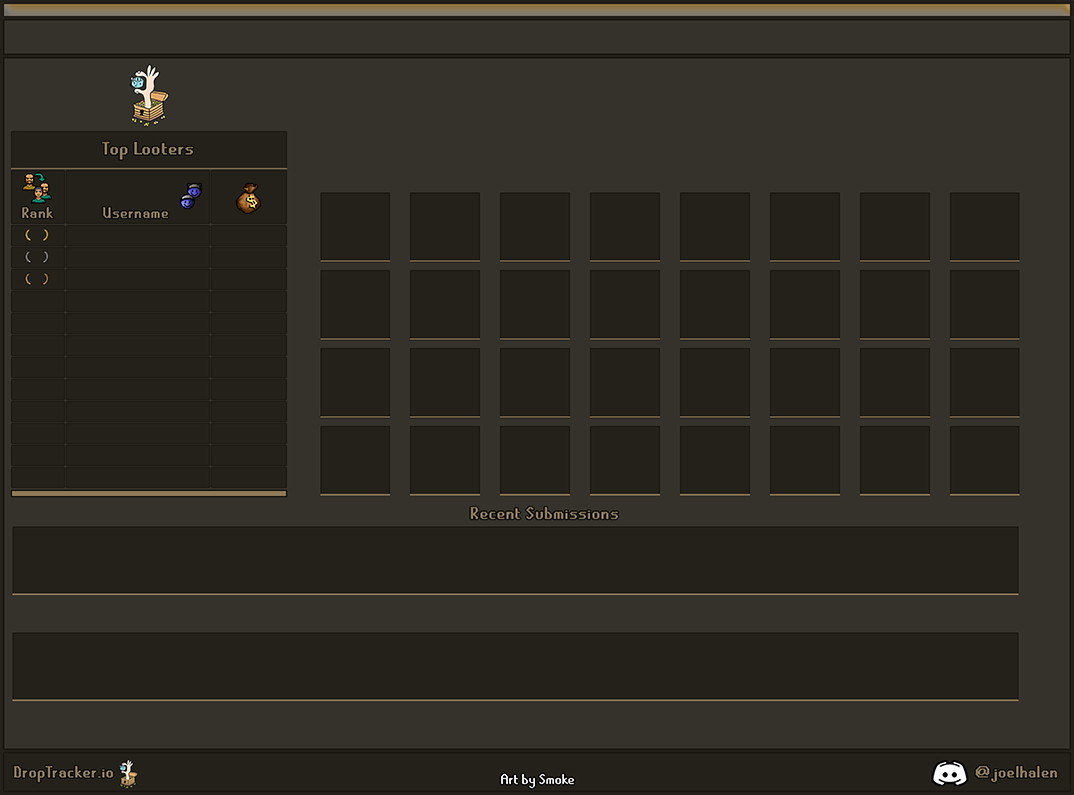 Top Looters
Rank
Username
( )
( )
( )
Recent Submissions
DropTracker.io
Art by Smoke
@joelhalen